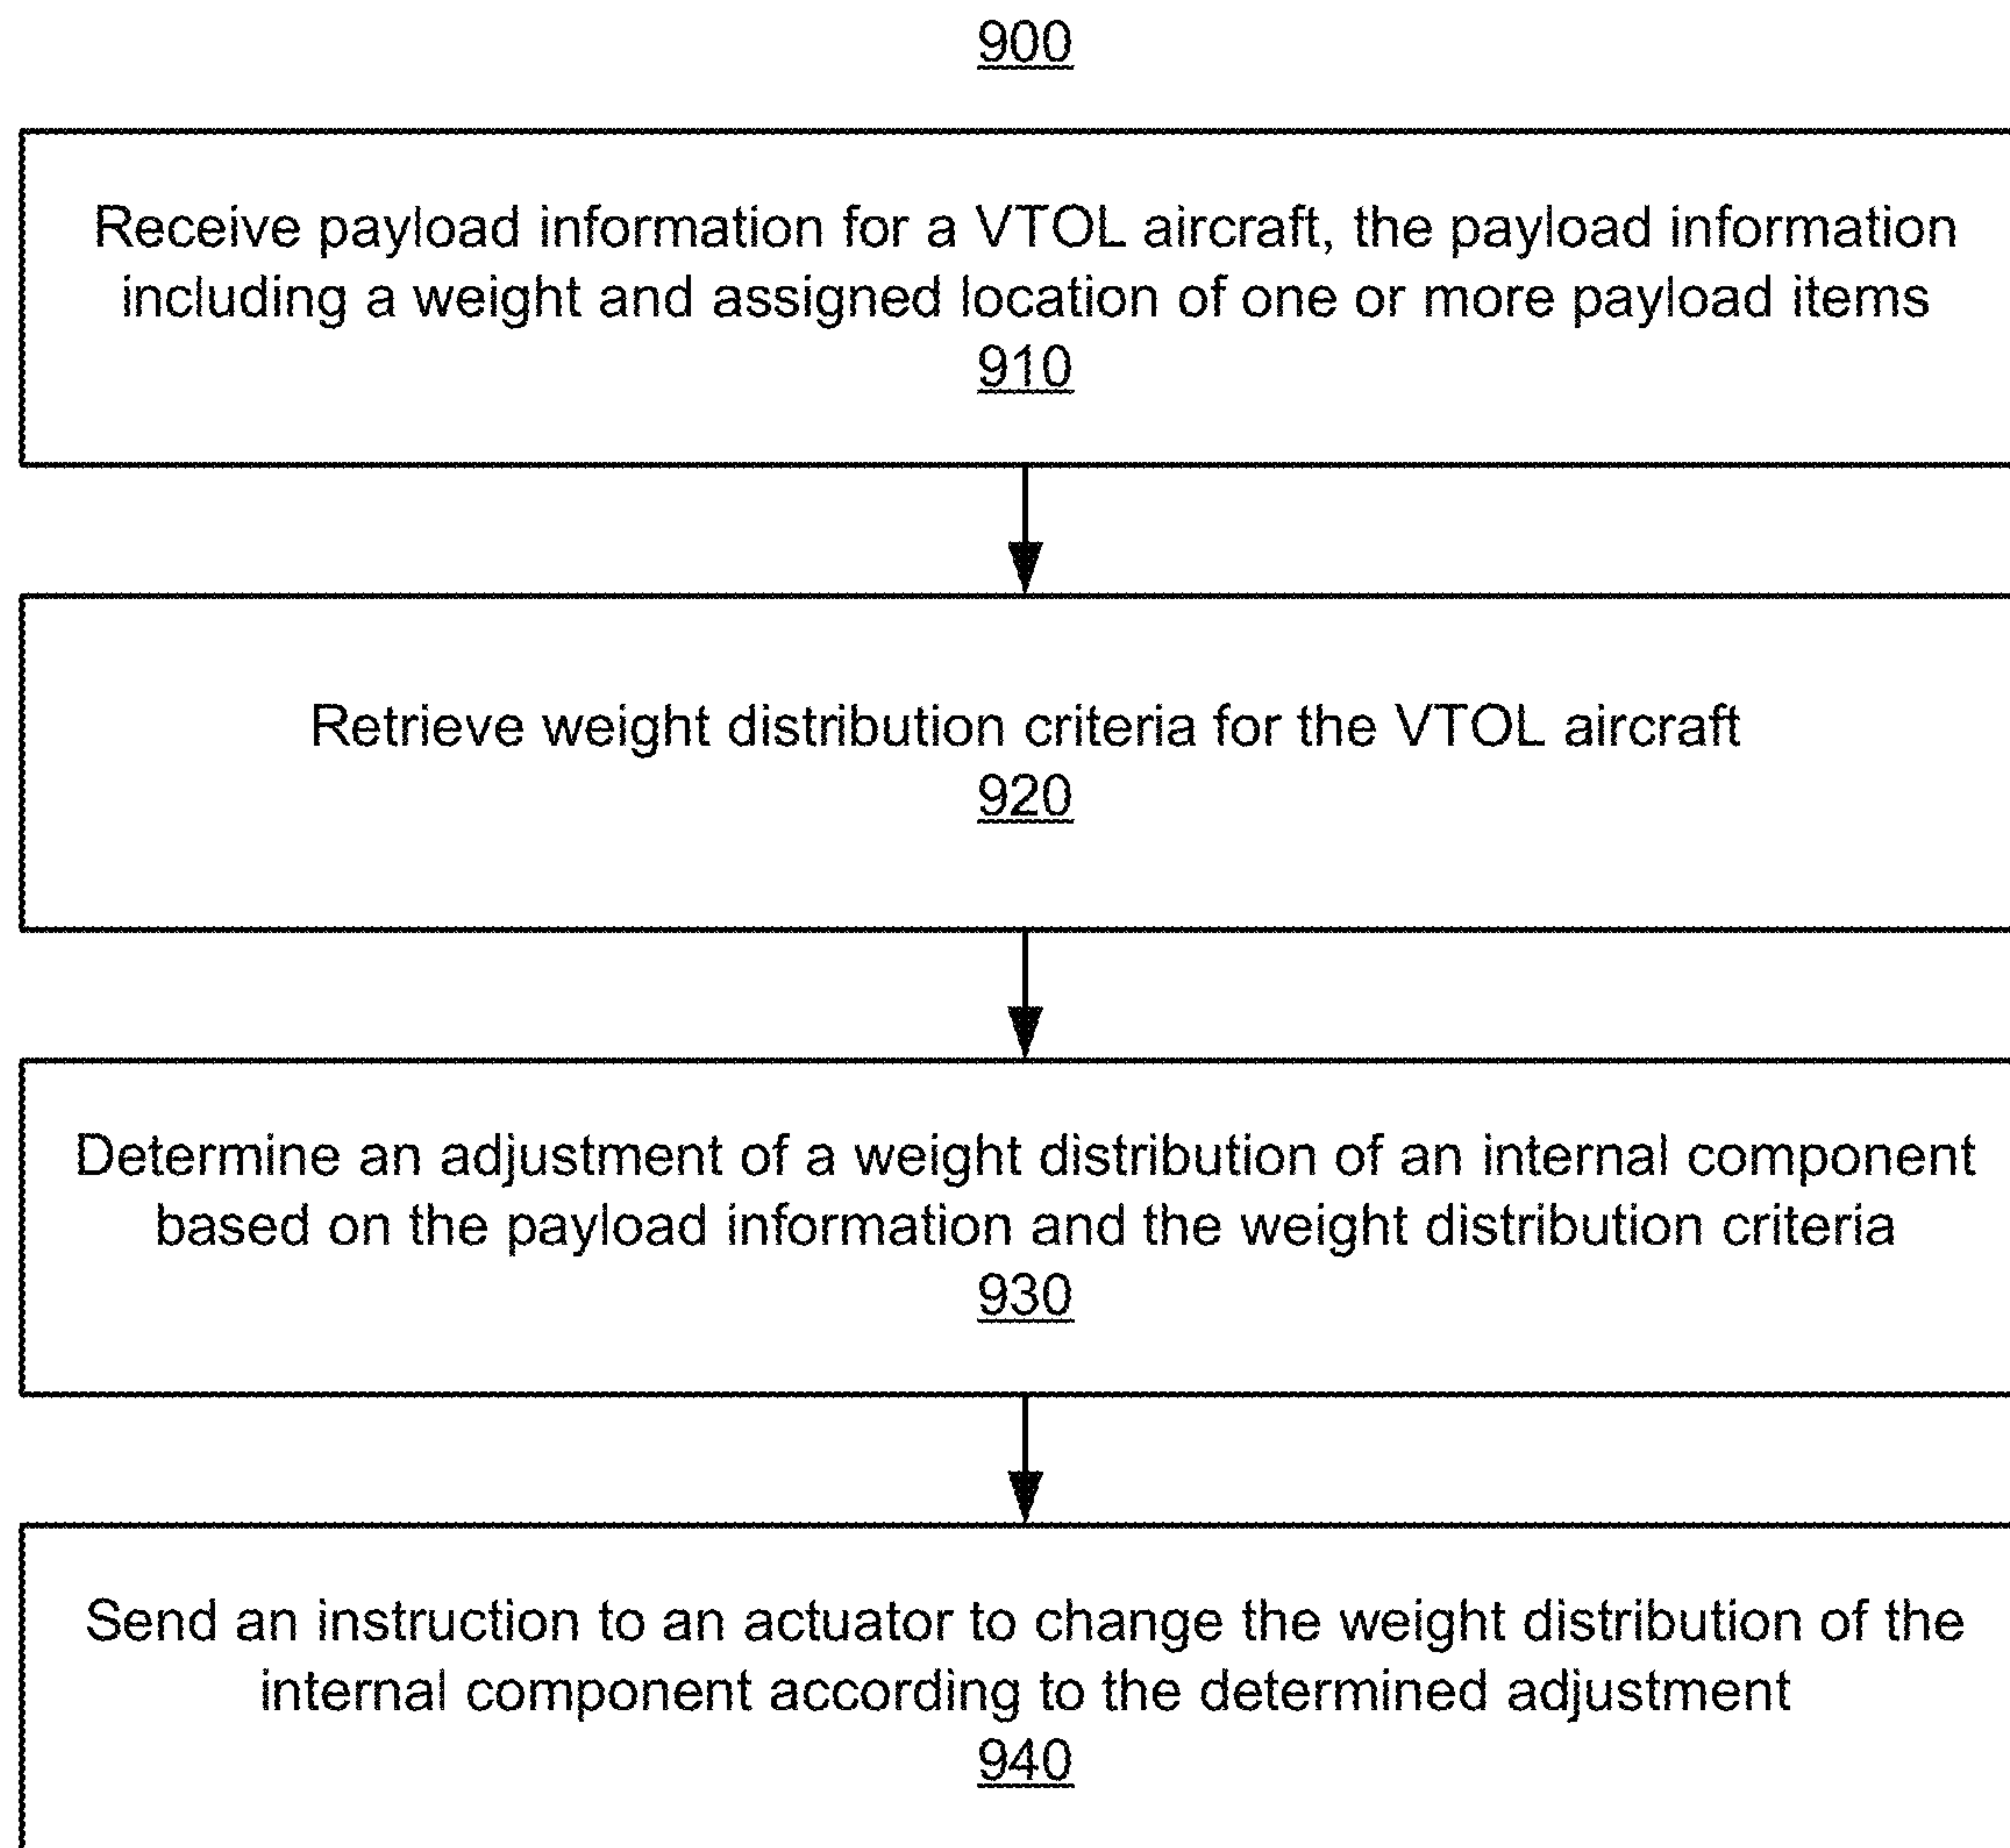 900
Receive payload information for a VTOL aircraft, the payload information
including a weight and assigned location of one or more payload items
910
Retrieve weight distribution criteria for the VTOL aircraft
920
Determine an adjustment of a weight distribution of an internal component
based on the payload information and the weight distribution criteria
930
Send an instruction to an actuator to change the weight distribution of the
internal component according to the determined adjustment
940